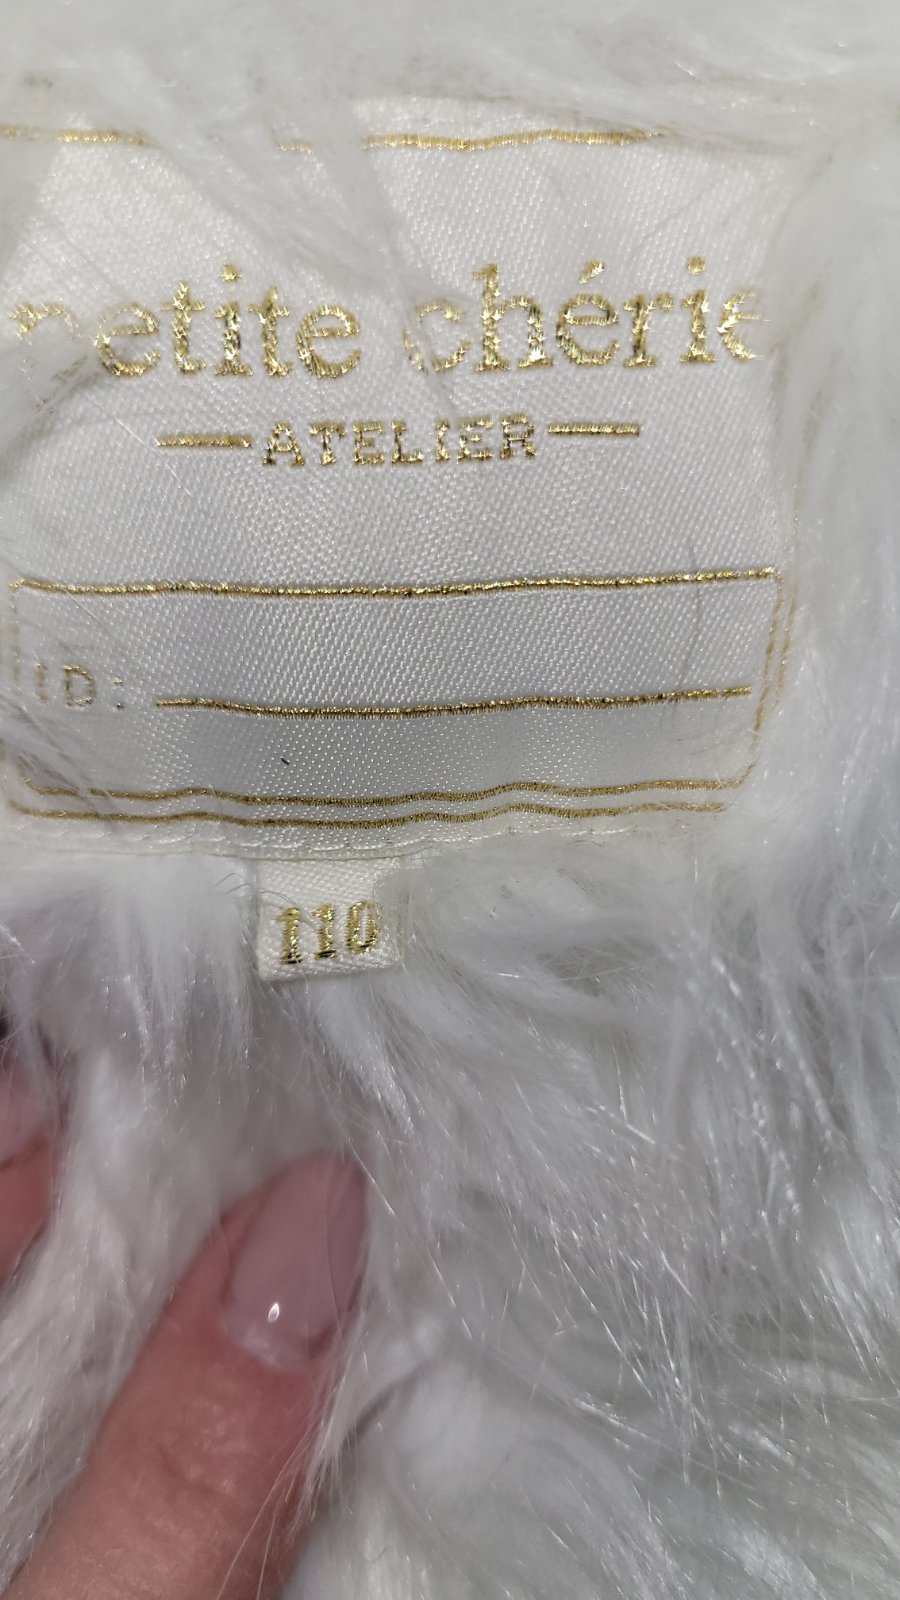 petite chérie
ATELIER
ID:
110